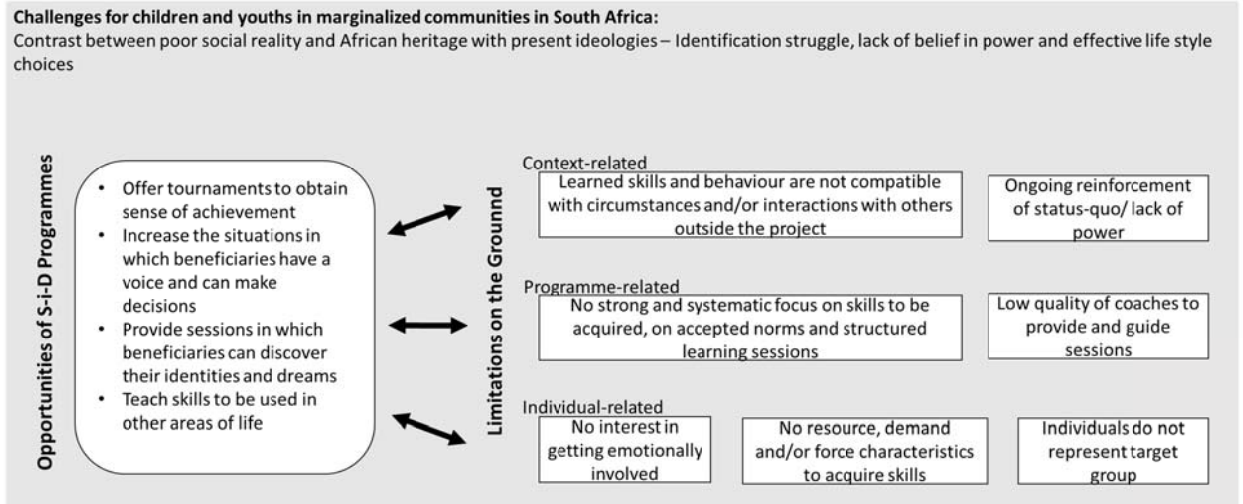 Challenges for children and youths in marginalized communities in South Africa:
Contrast between poor social reality and African heritage with present ideologies – Identification struggle, lack of belief in power and effective life style
choices
Opportunities of S-i-D Programmes
• Offer tournaments to obtain
sense of achievement
• Increase the situations in
which beneficiaries have a
voice and can make
decisions
• Provide sessions in which
beneficiaries can discover
their identities and dreams
• Teach skills to be used in
other areas of life
Limitations on the Grounnd
Context-related
Learned skills and behaviour are not compatible
with circumstances and/or interactions with others
outside the project
Ongoing reinforcement
of status-quo/ lack of
power
Programme-related
No strong and systematic focus on skills to be
acquired, on accepted norms and structured
learning sessions
Low quality of coaches to
provide and guide
sessions
Individual-related
No interest in
getting emotionally
involved
No resource, demand
and/or force characteristics
to acquire skills
Individuals do not
represent target
group